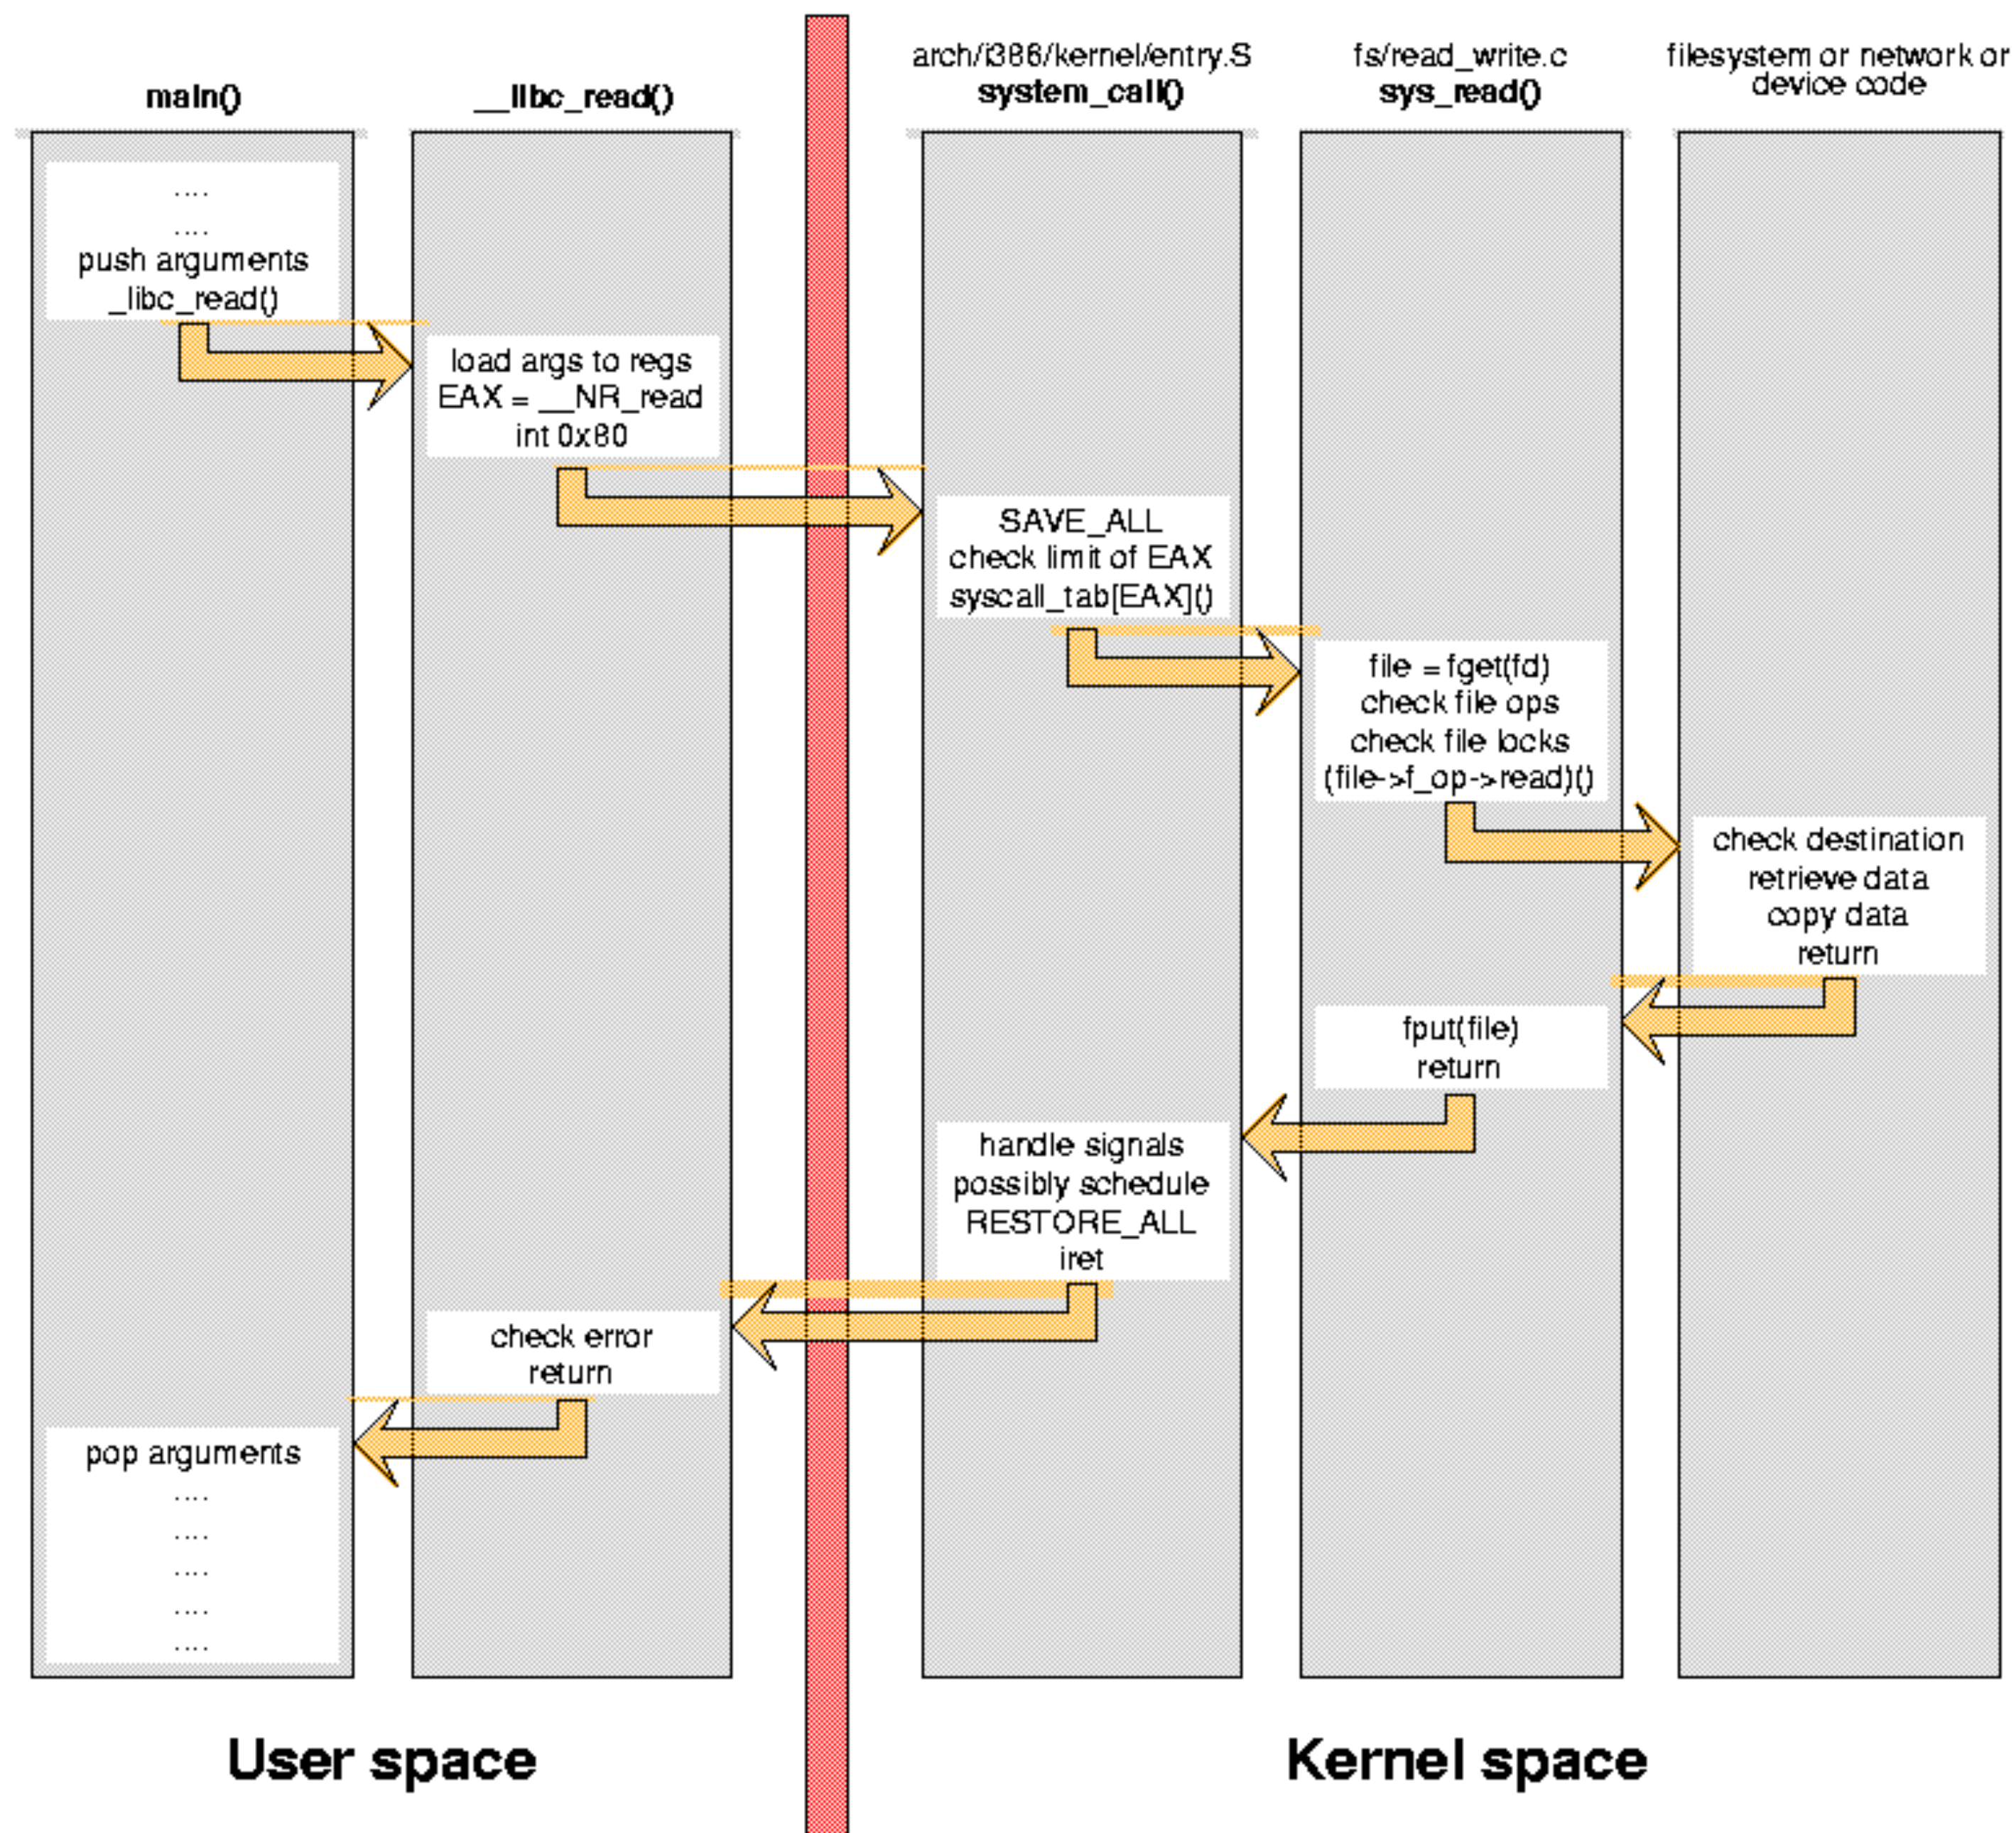 main()
__libc_read()
arch/i386/kernel/entry.S
system_call()
fs/read_write.c
sys_read()
filesystem or network or
device code
....
....
push arguments
_libc_read()
load args to regs
EAX = __NR_read
int 0x80
SAVE_ALL
check limit of EAX
syscall_tab[EAX]()
file = fget(fd)
check file ops
check file locks
(file->f_op->read)()
check destination
retrieve data
copy data
return
fput(file)
return
handle signals
possibly schedule
RESTORE_ALL
iret
check error
return
pop arguments
....
....
....
....
....
User space
Kernel space